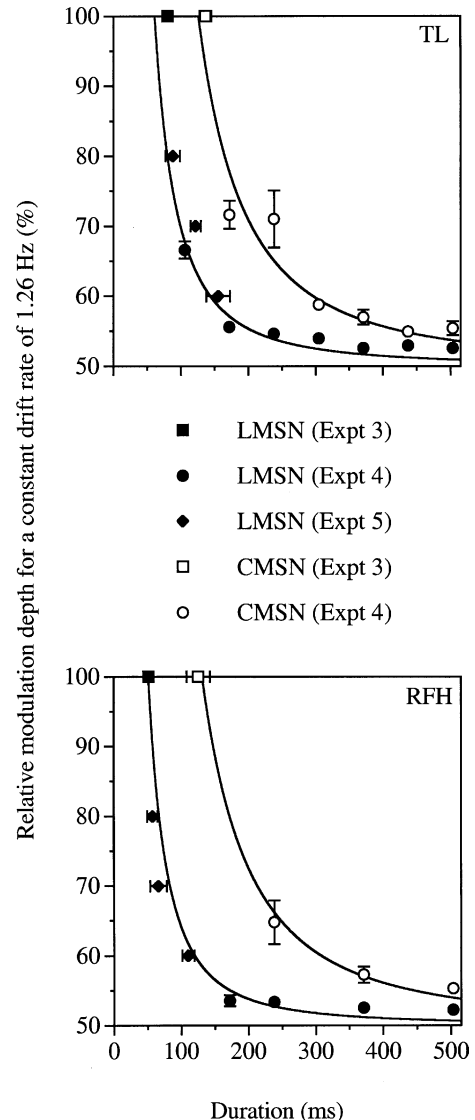 Relative modulation depth for a constant drift rate of 1.26 Hz (%)
100
90
80
70
60
50
TL
LMSN (Expt 3)
LMSN (Expt 4)
LMSN (Expt 5)
CMSN (Expt 3)
CMSN (Expt 4)
100
90
80
70
60
50
RFH
0 100 200 300 400 500
Duration (ms)